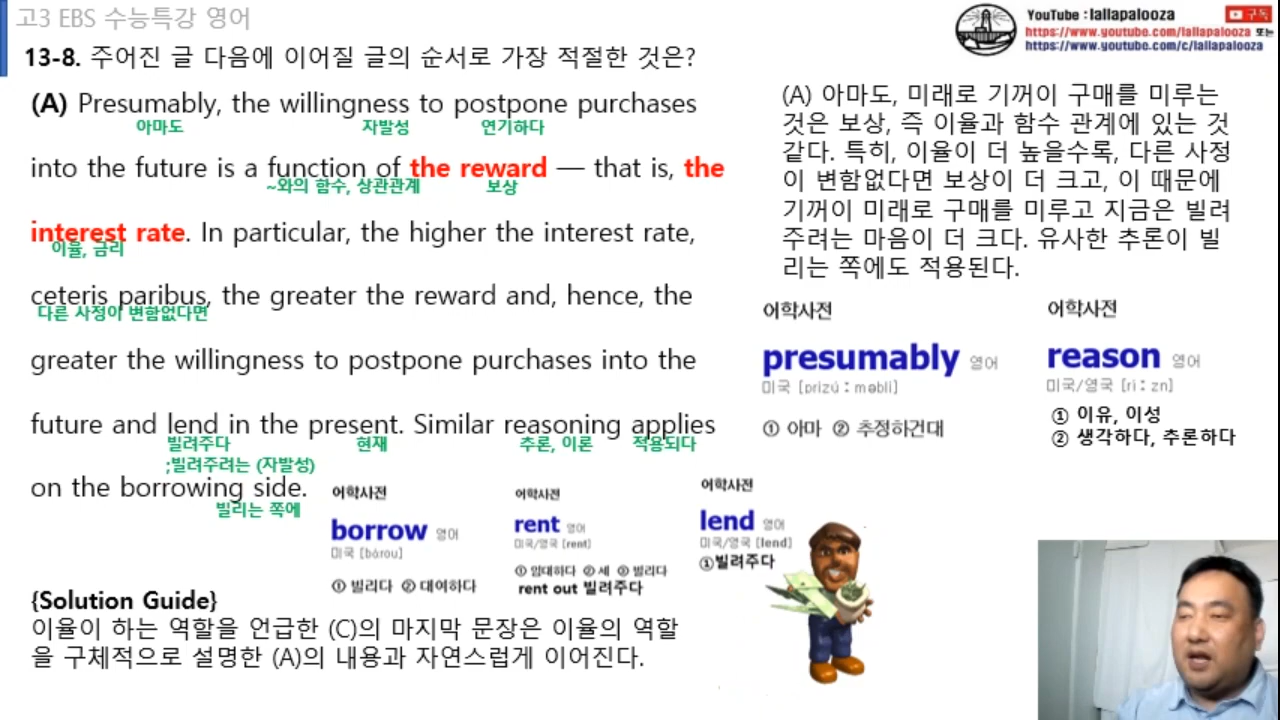 고3 EBS 수능특강 영어
YouTube : lallapalooza
구독
https://www.youtube.com/lallapalooza 또는
https://www.youtube.com/c/lallapalooza
13-8. 주어진 글 다음에 이어질 글의 순서로 가장 적절한 것은?
(A) Presumably, the willingness to postpone purchases
아마도 자발성 연기하다
into the future is a function of the reward — that is, the
~와의 함수, 상관관계 보상
interest rate. In particular, the higher the interest rate,
이율, 금리
ceteris paribus, the greater the reward and, hence, the
다른 사정이 변함없다면
greater the willingness to postpone purchases into the
future and lend in the present. Similar reasoning applies
빌려주다 현재 추론, 이론 적용되다
;빌려주려는 (자발성)
on the borrowing side.
빌리는 쪽에
(A) 아마도, 미래로 기꺼이 구매를 미루는
것은 보상, 즉 이율과 함수 관계에 있는 것
같다. 특히, 이율이 더 높을수록, 다른 사정
이 변함없다면 보상이 더 크고, 이 때문에
기꺼이 미래로 구매를 미루고 지금은 빌려
주려는 마음이 더 크다. 유사한 추론이 빌
리는 쪽에도 적용된다.
어학사전
presumably 영어
미국 [prizúːməbli]
① 아마 ② 추정하건대
어학사전
reason 영어
미국/영국 [riːzn]
① 이유, 이성
② 생각하다, 추론하다
어학사전
borrow 영어
미국 [bárou]
① 빌리다 ② 대여하다
어학사전
rent 영어
미국/영국 [rent]
① 임대하다 ② 세 ③ 빌리다
rent out 빌려주다
어학사전
lend 영어
미국/영국 [lend]
①빌려주다
{Solution Guide}
이율이 하는 역할을 언급한 (C)의 마지막 문장은 이율의 역할
을 구체적으로 설명한 (A)의 내용과 자연스럽게 이어진다.